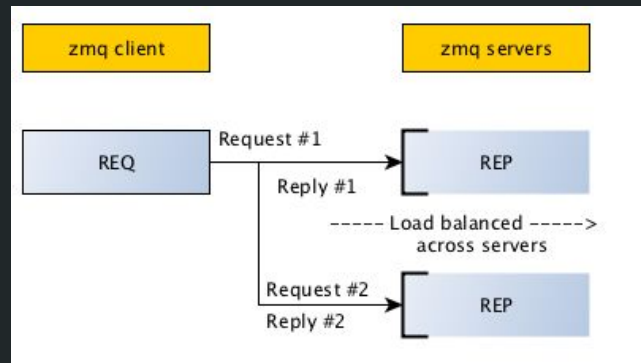 zmq client
zmq servers
Request #1
REQ
REP
Reply #1
----- Load balanced ----->
across servers
Request #2
REP
Reply #2